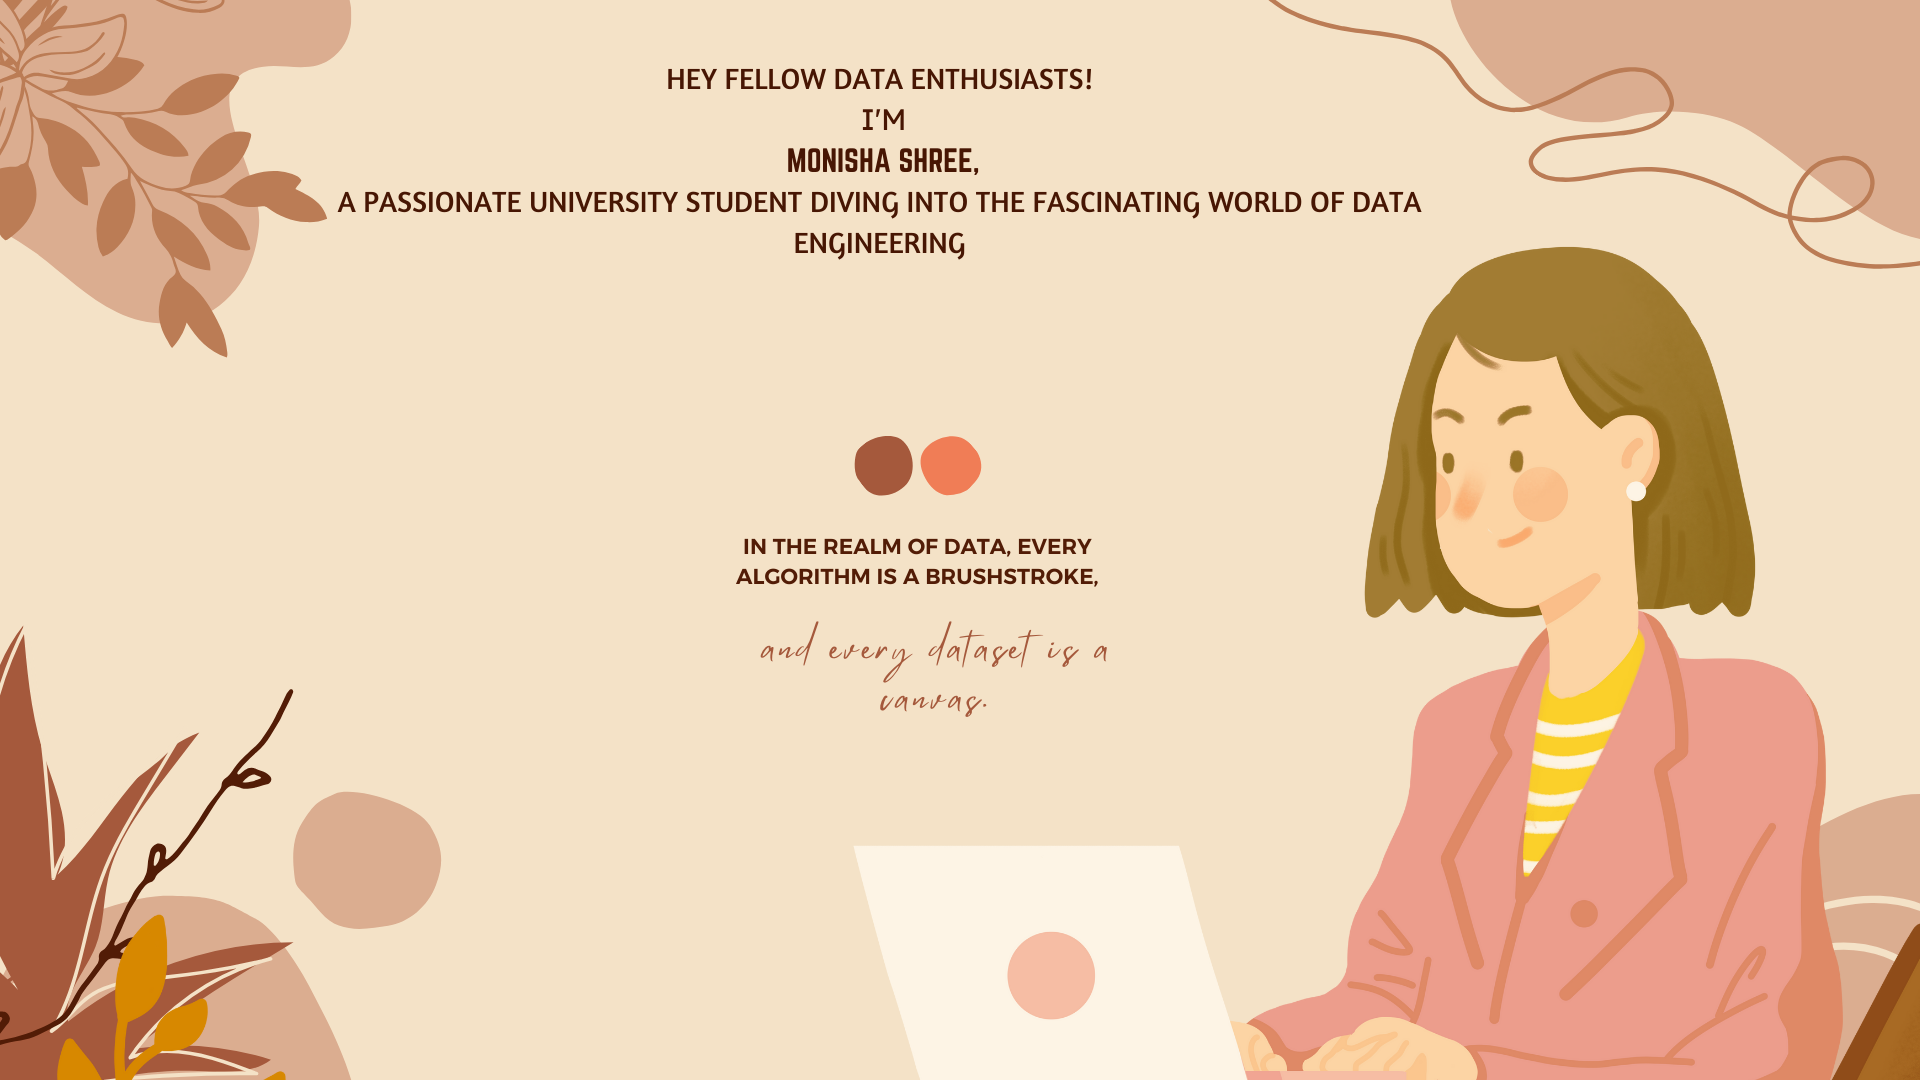 HEY FELLOW DATA ENTHUSIASTS!
I'M
MONISHA SHREE,
A PASSIONATE UNIVERSITY STUDENT DIVING INTO THE FASCINATING WORLD OF DATA
ENGINEERING
IN THE REALM OF DATA, EVERY
ALGORITHM IS A BRUSHSTROKE,
and every dataset is a
canvas.